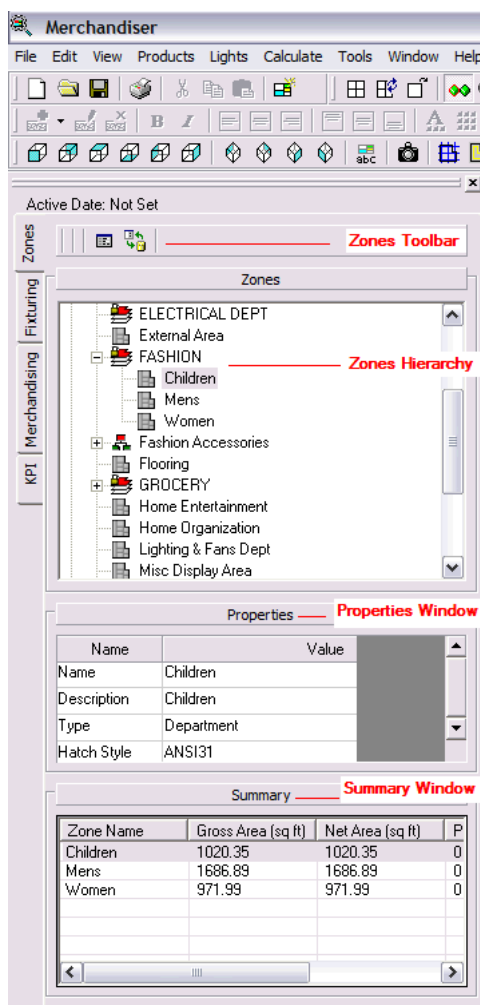 Merchandiser
File Edit View Products Lights Calculate Tools Window Help
B I A
abc
Active Date: Not Set
Zones
Fixturing
Merchandising
KPI
Zones Toolbar
Zones
ELECTRICAL DEPT
External Area
FASHION
Zones Hierarchy
Children
Mens
Women
Fashion Accessories
Flooring
GROCERY
Home Entertainment
Home Organization
Lighting & Fans Dept
Misc Display Area
Properties
Properties Window
Name Value
Name Children
Description Children
Type Department
Hatch Style ANSI31
Summary
Summary Window
Zone Name Gross Area (sq ft) Net Area (sq ft) P
Children 1020.35 1020.35 0
Mens 1686.89 1686.89 0
Women 971.99 971.99 0